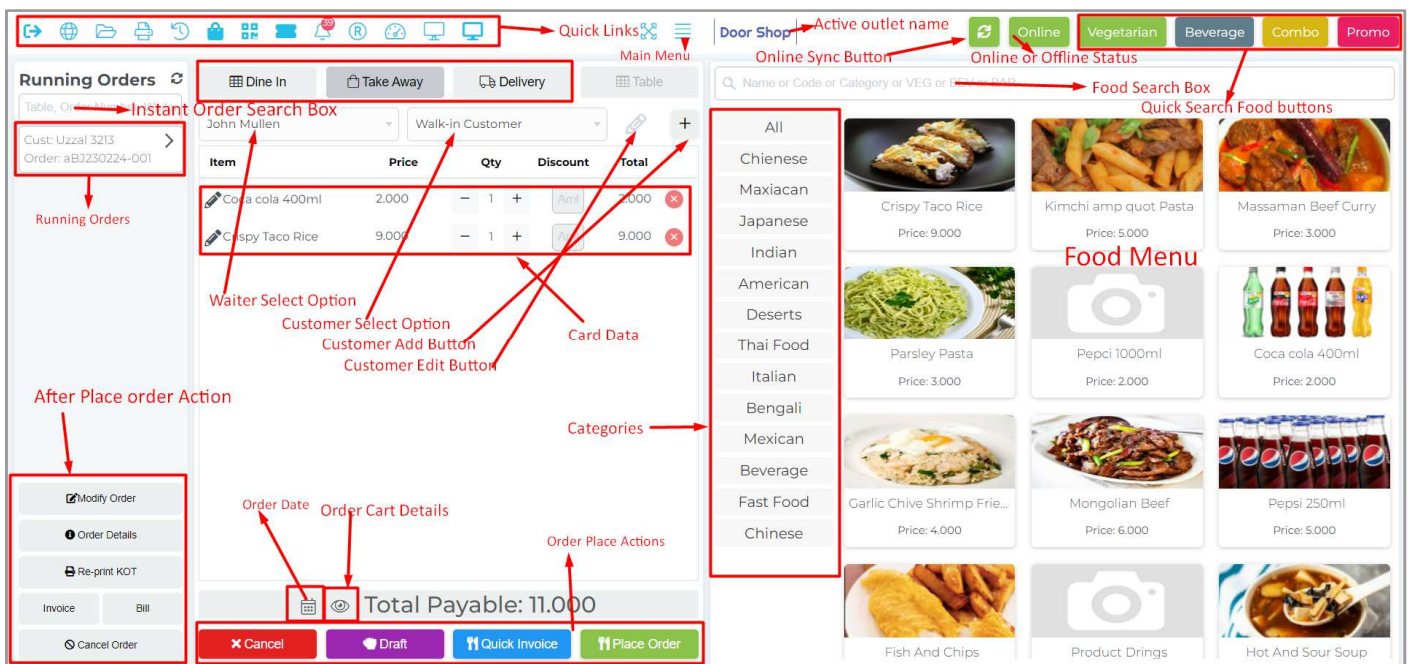 39
Quick Links
Main Menu
Door Shop
Active outlet name
Online Sync Button
Online
Online or Offline Status
Vegetarian
Beverage
Combo
Promo
Quick Search Food buttons
Running Orders
Table, Order Number,
Instant Order Search Box
Cust: Uzzal 3213
Order: aBJ230224-001
Running Orders
Dine In
Take Away
Delivery
Table
John Mullen
Walk-in Customer
+
Item Price Qty Discount Total
Coca cola 400ml 2.000 − 1 + Amt 2.000
Crispy Taco Rice 9.000 − 1 + Amt 9.000
Waiter Select Option
Customer Select Option
Customer Add Button
Customer Edit Button
Card Data
Categories
After Place order Action
Modify Order
Order Details
Re-print KOT
Invoice
Bill
Cancel Order
Order Date
Order Cart Details
Order Place Actions
Total Payable: 11.000
Cancel
Draft
Quick Invoice
Place Order
Name or Code or Category or VEG or BEV or BAR
Food Search Box
All
Chienese
Maxiacan
Japanese
Indian
American
Deserts
Thai Food
Italian
Bengali
Mexican
Beverage
Fast Food
Chinese
Crispy Taco Rice
Price: 9.000
Kimchi amp quot Pasta
Price: 5.000
Massaman Beef Curry
Price: 3.000
Food Menu
Parsley Pasta
Price: 3.000
Pepci 1000ml
Price: 2.000
Coca cola 400ml
Price: 2.000
Garlic Chive Shrimp Frie...
Price: 4.000
Mongolian Beef
Price: 6.000
Pepsi 250ml
Price: 5.000
Fish And Chips
Product Drings
Hot And Sour Soup